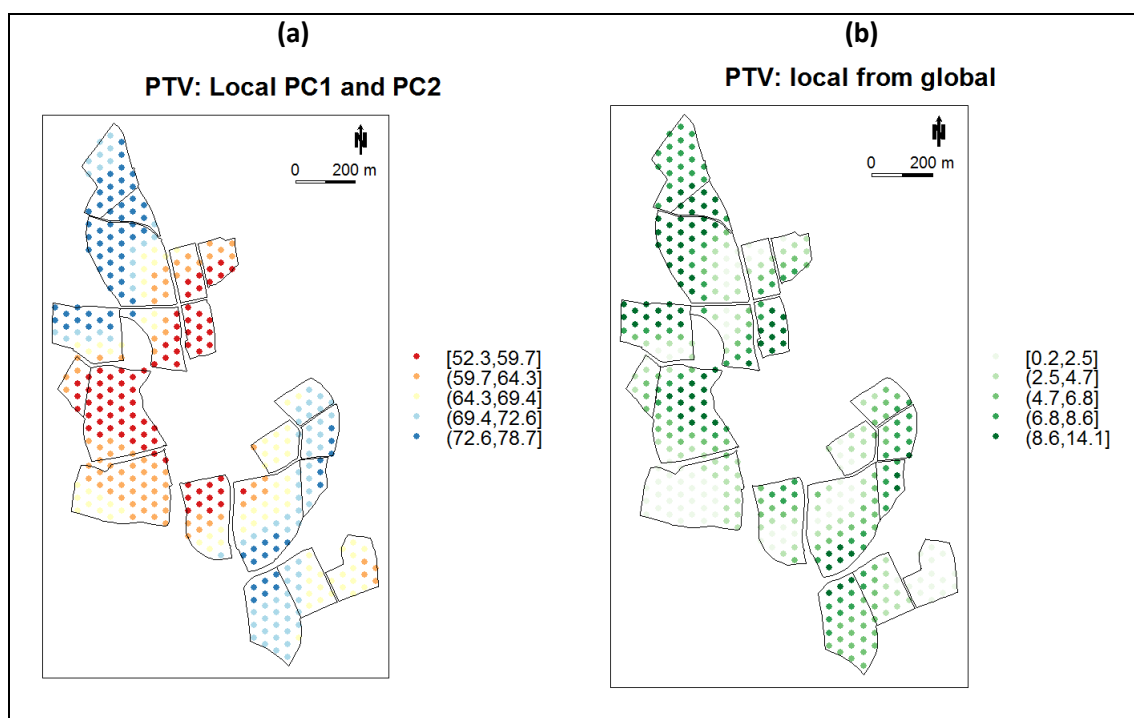 (a)
PTV: Local PC1 and PC2
N
0 200 m
[52.3,59.7]
(59.7,64.3]
(64.3,69.4]
(69.4,72.6]
(72.6,78.7]
(b)
PTV: local from global
N
0 200 m
[0.2,2.5]
(2.5,4.7]
(4.7,6.8]
(6.8,8.6]
(8.6,14.1]